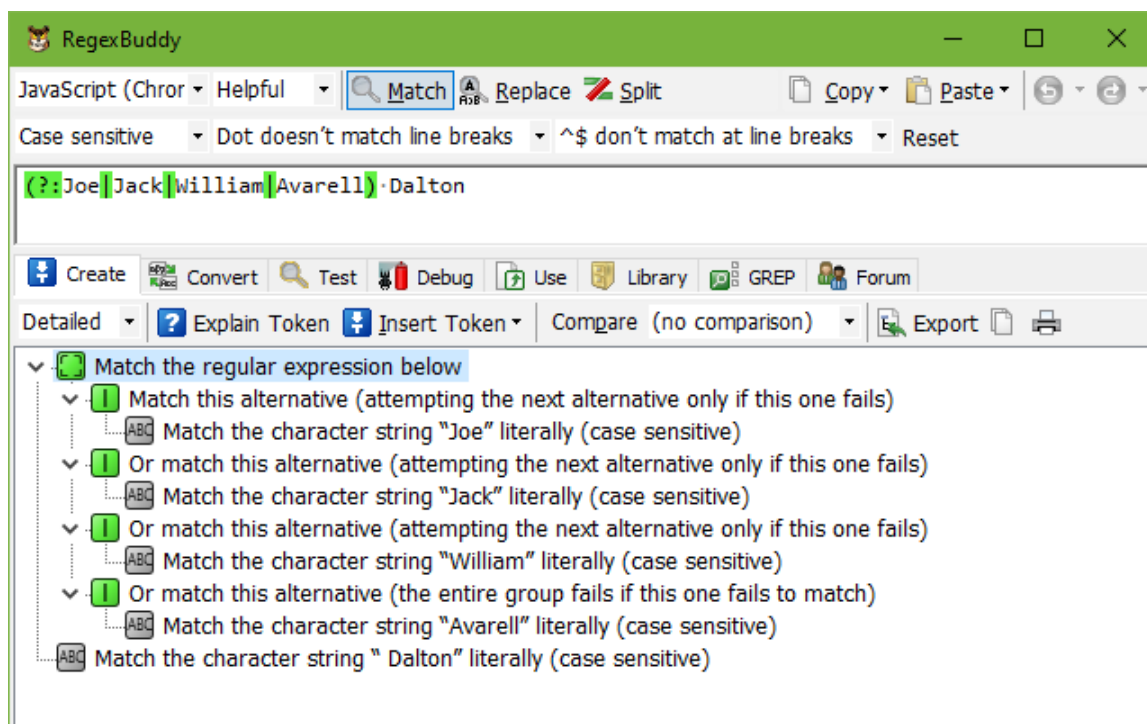 RegexBuddy
JavaScript (Chror Helpful Match Replace Split Copy Paste
Case sensitive Dot doesn't match line breaks ^$ don't match at line breaks Reset
(?:Joe|Jack|William|Avarell)·Dalton
Create Convert Test Debug Use Library GREP Forum
Detailed Explain Token Insert Token Compare (no comparison) Export
Match the regular expression below
Match this alternative (attempting the next alternative only if this one fails)
ABC Match the character string “Joe” literally (case sensitive)
Or match this alternative (attempting the next alternative only if this one fails)
ABC Match the character string “Jack” literally (case sensitive)
Or match this alternative (attempting the next alternative only if this one fails)
ABC Match the character string “William” literally (case sensitive)
Or match this alternative (the entire group fails if this one fails to match)
ABC Match the character string “Avarell” literally (case sensitive)
ABC Match the character string “ Dalton” literally (case sensitive)